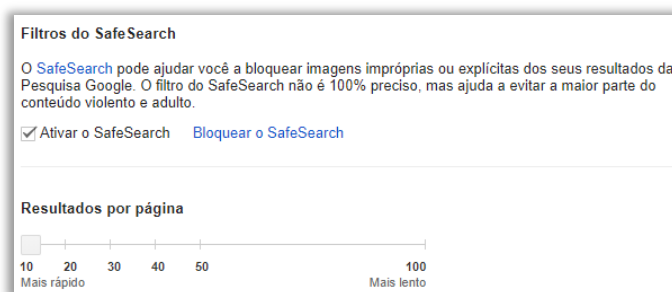 Filtros do SafeSearch
O SafeSearch pode ajudar você a bloquear imagens impróprias ou explícitas dos seus resultados da
Pesquisa Google. O filtro do SafeSearch não é 100% preciso, mas ajuda a evitar a maior parte do
conteúdo violento e adulto.
Ativar o SafeSearch Bloquear o SafeSearch
Resultados por página
10 20 30 40 50 100
Mais rápido Mais lento